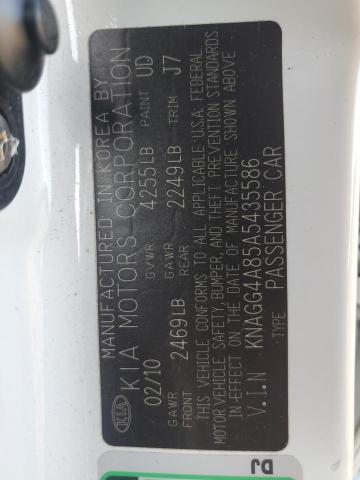 MANUFACTURED IN KOREA BY
KIA KIA MOTORS CORPORATION
02/10 GVWR 4255LB PAINT UD
GAWR FRONT 2469LB GAWR REAR 2249LB TRIM J7
THIS VEHICLE CONFORMS TO ALL APPLICABLE U.S.A. FEDERAL
MOTOR VEHICLE SAFETY, BUMPER, AND THEFT PREVENTION STANDARDS
IN EFFECT ON THE DATE OF MANUFACTURE SHOWN ABOVE
V.I.N KNAGG4A85A5435586
TYPE PASSENGER CAR